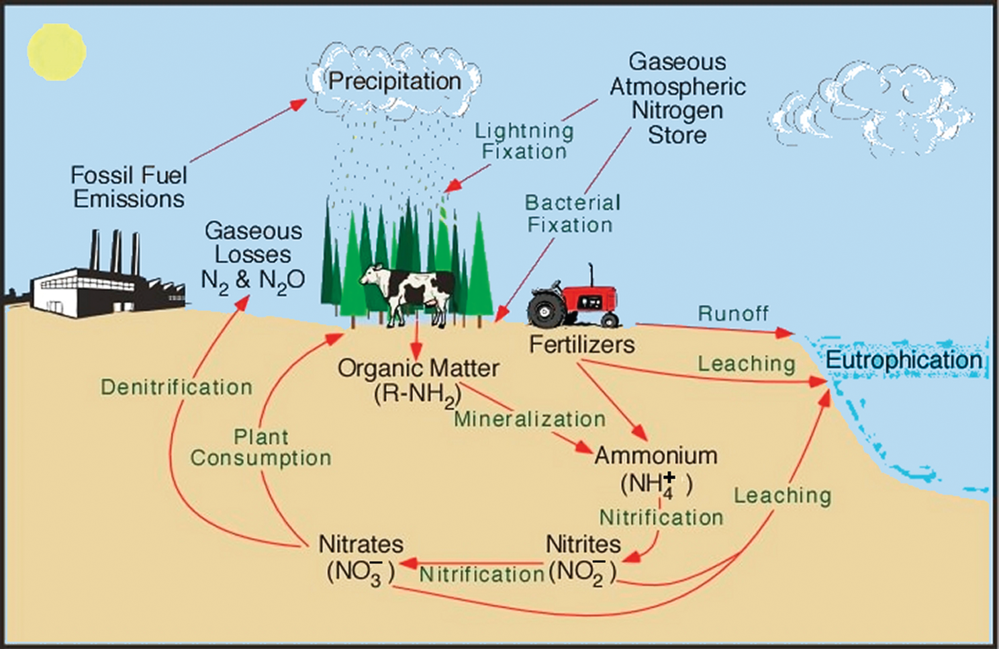 Precipitation
Gaseous
Atmospheric
Nitrogen
Store
Lightning
Fixation
Fossil Fuel
Emissions
Bacterial
Fixation
Gaseous
Losses
N₂ & N₂O
Runoff
Fertilizers
Leaching
Eutrophication
Organic Matter
(R-NH₂)
Denitrification
Mineralization
Plant
Consumption
Ammonium
(NH₄⁺)
Leaching
Nitrification
Nitrates
(NO₃⁻)
Nitrification
Nitrites
(NO₂⁻)